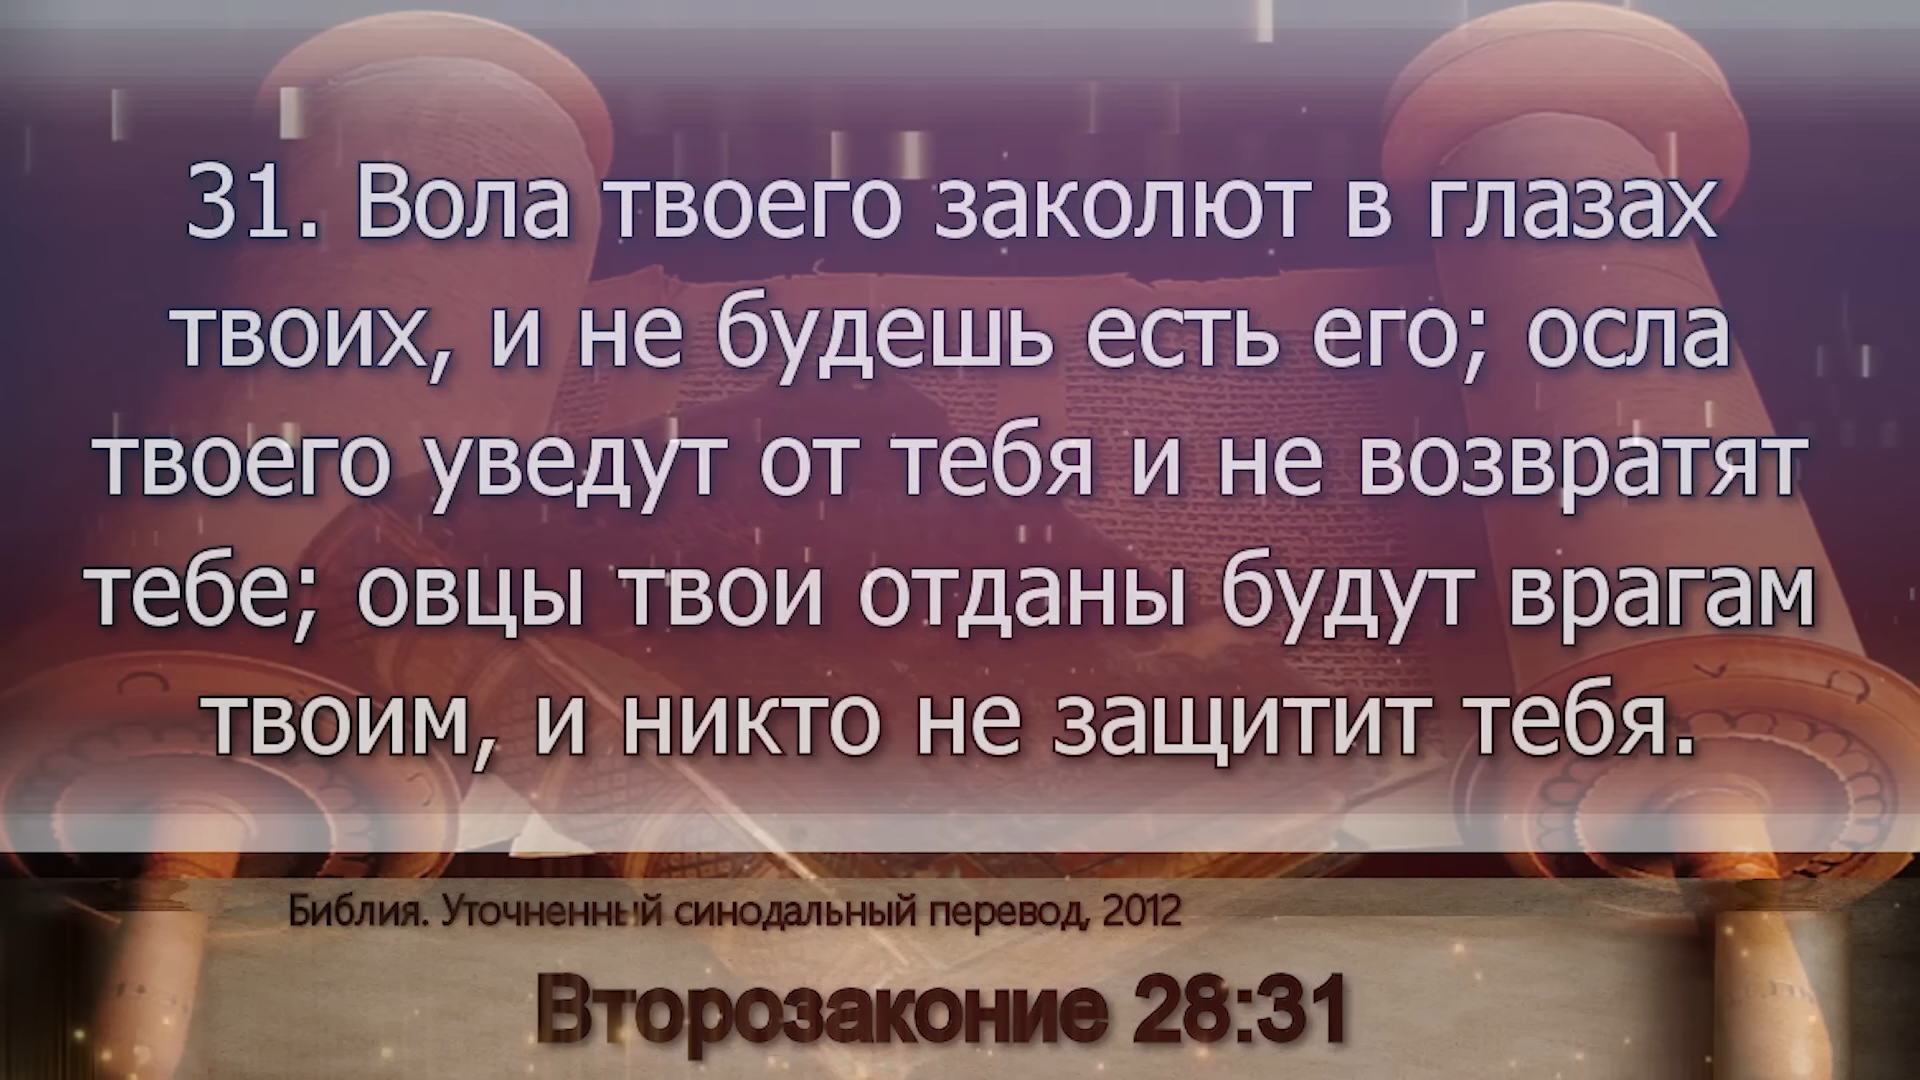 31. Вола твоего заколют в глазах
твоих, и не будешь есть его; осла
твоего уведут от тебя и не возвратят
тебе; овцы твои отданы будут врагам
твоим, и никто не защитит тебя.
Библия. Уточненный синодальный перевод, 2012
Второзаконие 28:31